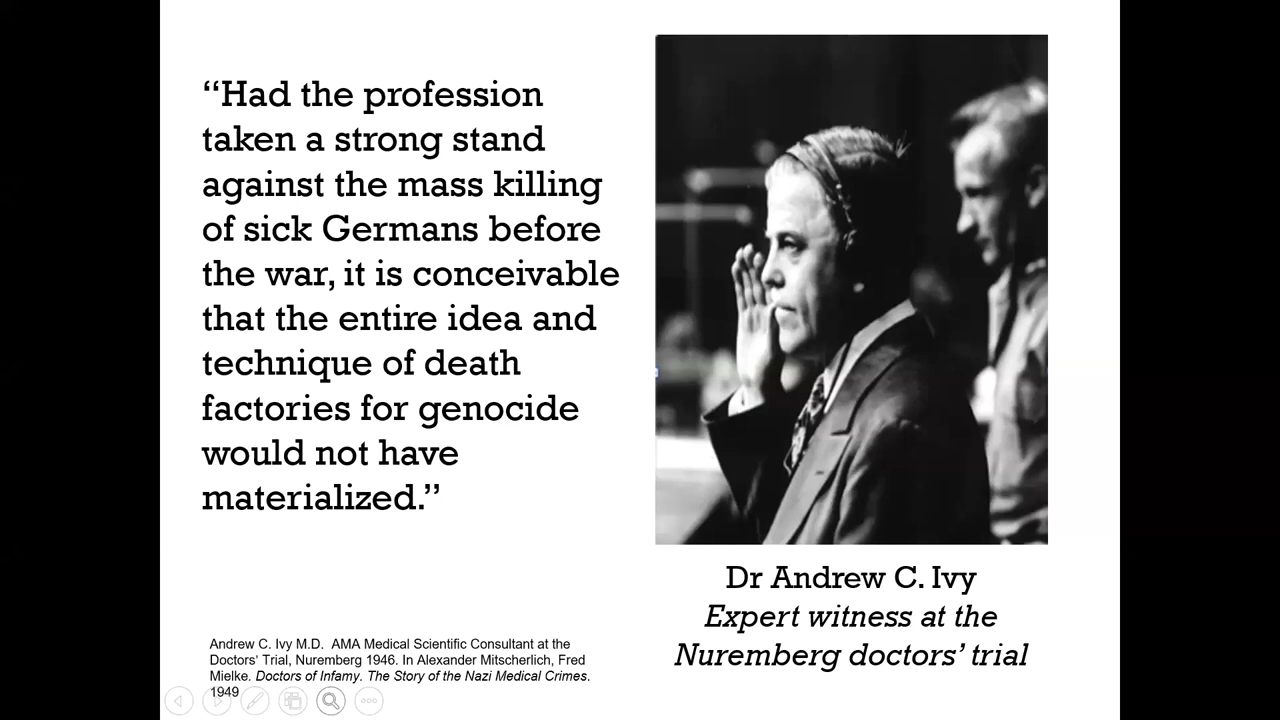 “Had the profession
taken a strong stand
against the mass killing
of sick Germans before
the war, it is conceivable
that the entire idea and
technique of death
factories for genocide
would not have
materialized.”
Dr Andrew C. Ivy
Expert witness at the
Nuremberg doctors’ trial
Andrew C. Ivy M.D.  AMA Medical Scientific Consultant at the
Doctors’ Trial, Nuremberg 1946. In Alexander Mitscherlich, Fred
Mielke. Doctors of Infamy. The Story of the Nazi Medical Crimes.
1949